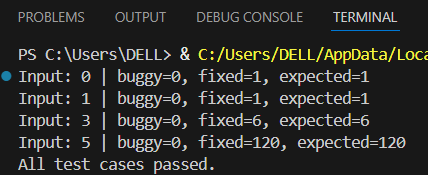 PROBLEMS OUTPUT DEBUG CONSOLE TERMINAL
PS C:\Users\DELL> & C:/Users/DELL/AppData/Loca
Input: 0 | buggy=0, fixed=1, expected=1
Input: 1 | buggy=0, fixed=1, expected=1
Input: 3 | buggy=0, fixed=6, expected=6
Input: 5 | buggy=0, fixed=120, expected=120
All test cases passed.